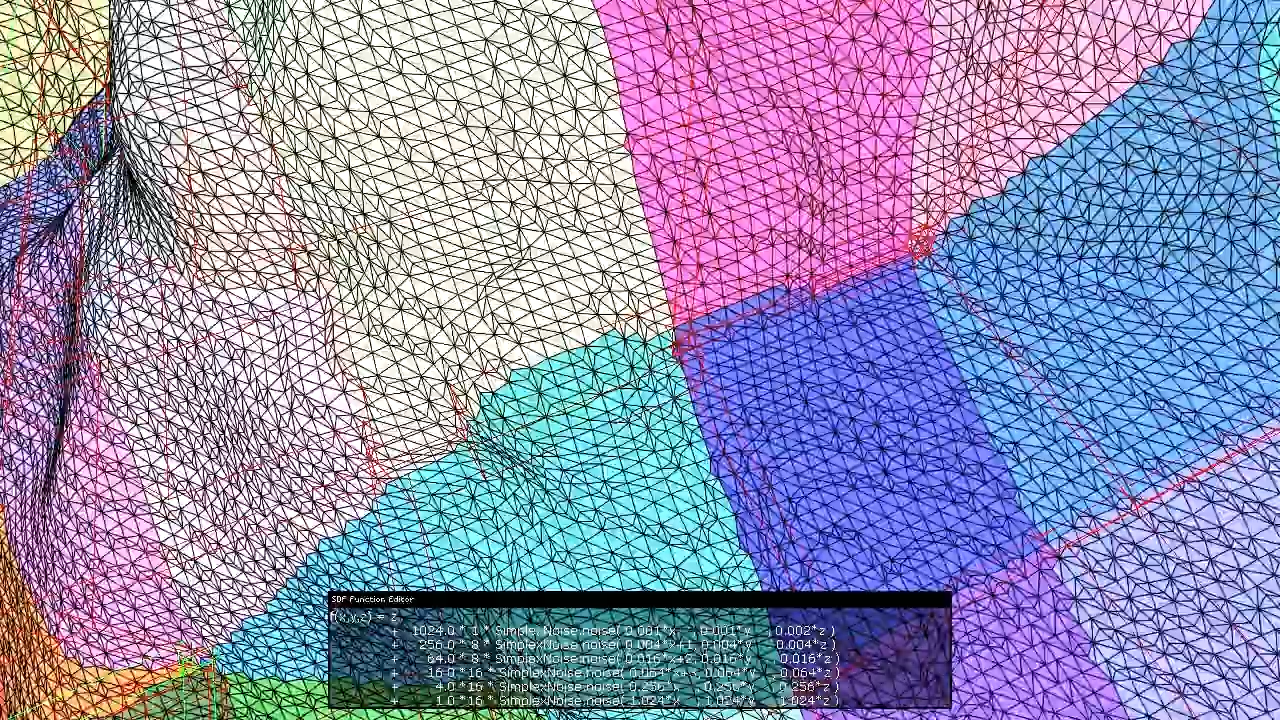 SDF Function Editor
f(x,y,z) = z
+ 1024.0 * 1 * Simplex Noise.noise( 0.001*x , 0.001*y , 0.002*z )
+ 256.0 * 8 * SimplexNoise.noise( 0.004*x+1, 0.004*y , 0.004*z )
+ 64.0 * 8 * SimplexNoise.noise( 0.016*x+2, 0.016*y , 0.016*z )
+ 16.0 * 16 * SimplexNoise.noise( 0.064*x+3, 0.064*y , 0.064*z )
+ 4.0 * 16 * SimplexNoise.noise( 0.256*x , 0.256*y , 0.256*z )
+ 1.0 * 16 * SimplexNoise.noise( 1.024*x , 1.024*y , 1.024*z )